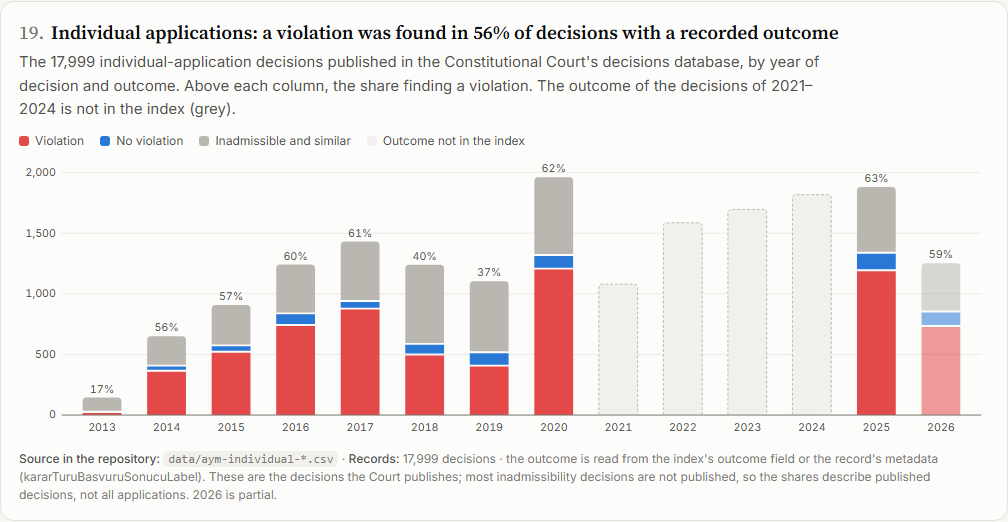 19. Individual applications: a violation was found in 56% of decisions with a recorded outcome
The 17,999 individual-application decisions published in the Constitutional Court's decisions database, by year of
decision and outcome. Above each column, the share finding a violation. The outcome of the decisions of 2021–
2024 is not in the index (grey).
Violation No violation Inadmissible and similar Outcome not in the index
2,000
1,500
1,000
500
0
17% 56% 57% 60% 61% 40% 37% 62% 63% 59%
2013 2014 2015 2016 2017 2018 2019 2020 2021 2022 2023 2024 2025 2026
Source in the repository: data/aym-individual-*.csv · Records: 17,999 decisions · the outcome is read from the index's outcome field or the record's metadata
(kararTuruBasvuruSonucuLabel). These are the decisions the Court publishes; most inadmissibility decisions are not published, so the shares describe published
decisions, not all applications. 2026 is partial.